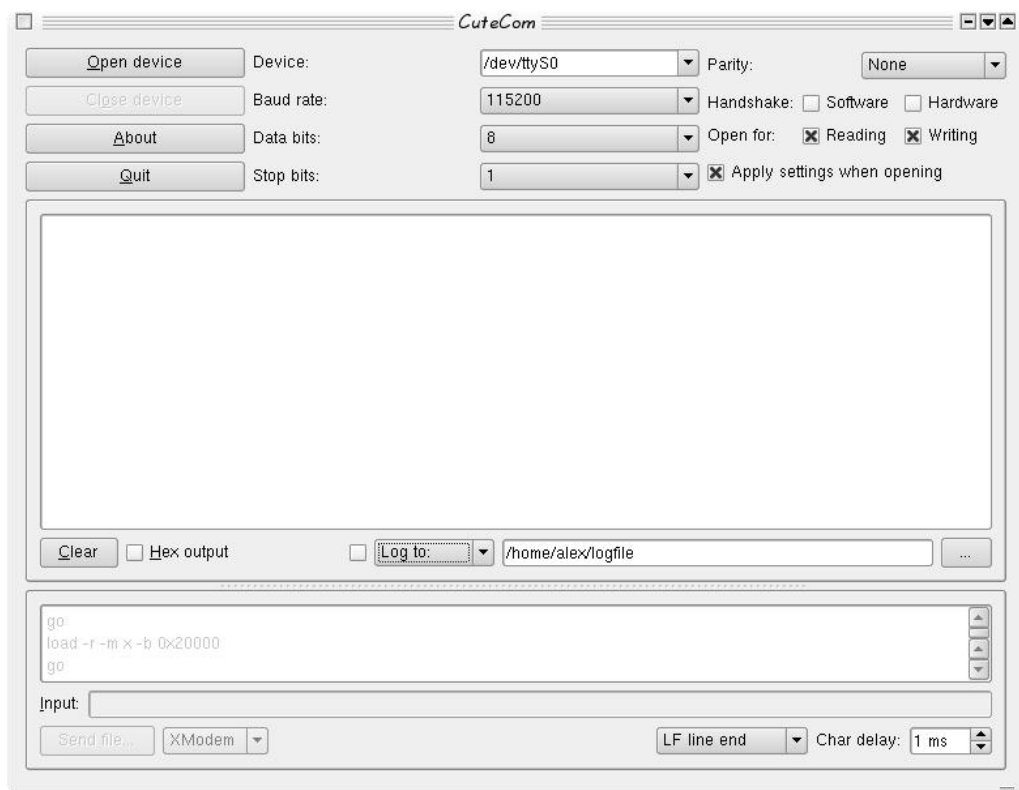 CuteCom
Open device Device: /dev/ttyS0 Parity: None
Close device Baud rate: 115200 Handshake: Software Hardware
About Data bits: 8 Open for: Reading Writing
Quit Stop bits: 1 Apply settings when opening
Clear Hex output Log to: /home/alex/logfile ...
go
load -r -m x -b 0x20000
go
Input:
Send file... XModem LF line end Char delay: 1 ms